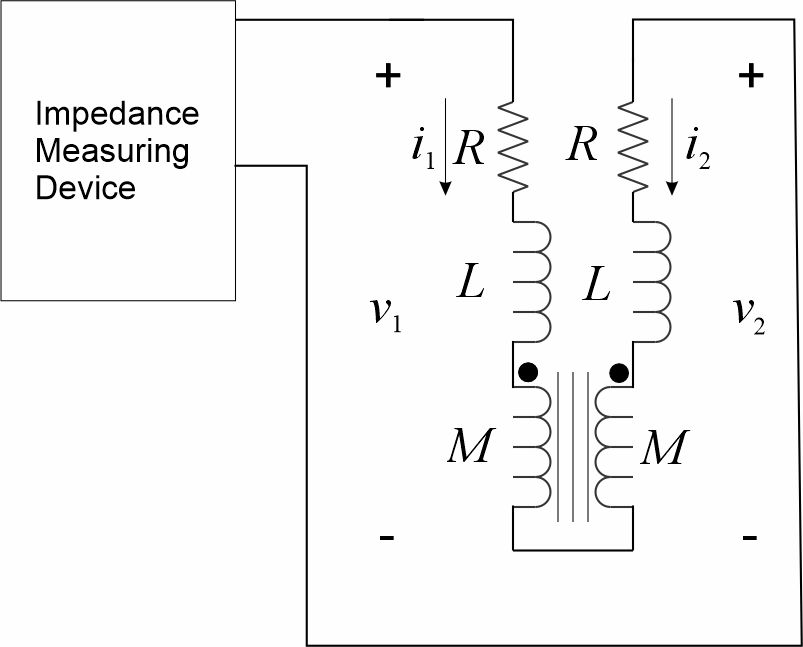 Impedance
Measuring
Device
+
+
i₁
R
R
i₂
L
L
v₁
v₂
M
M
-
-